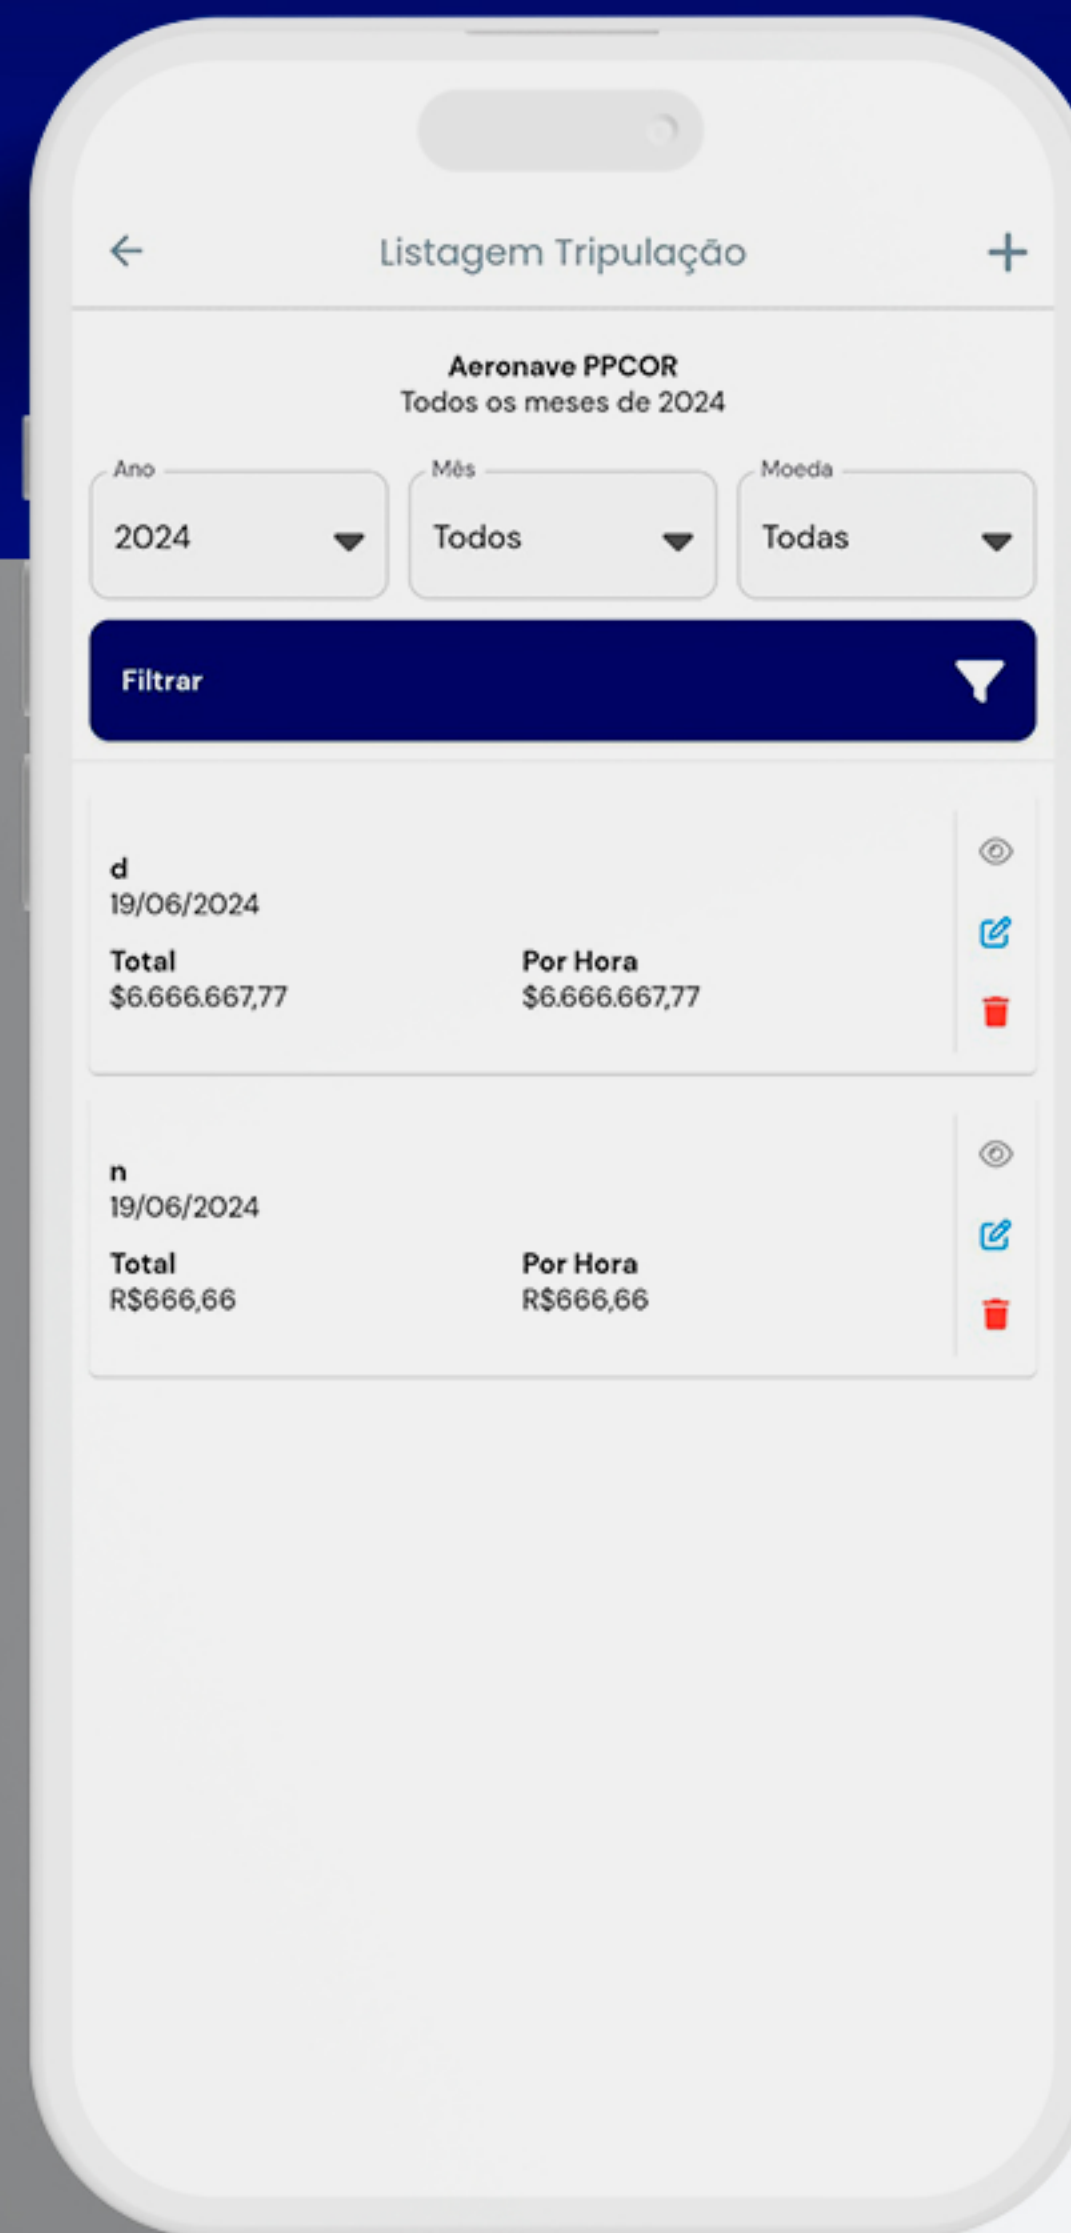 Listagem Tripulação
Aeronave PPCOR
Todos os meses de 2024
Ano
Mês
Moeda
2024
Todos
Todas
Filtrar
d
19/06/2024
Total
Por Hora
$6.666.667,77
$6.666.667,77
n
19/06/2024
Total
Por Hora
R$666,66
R$666,66